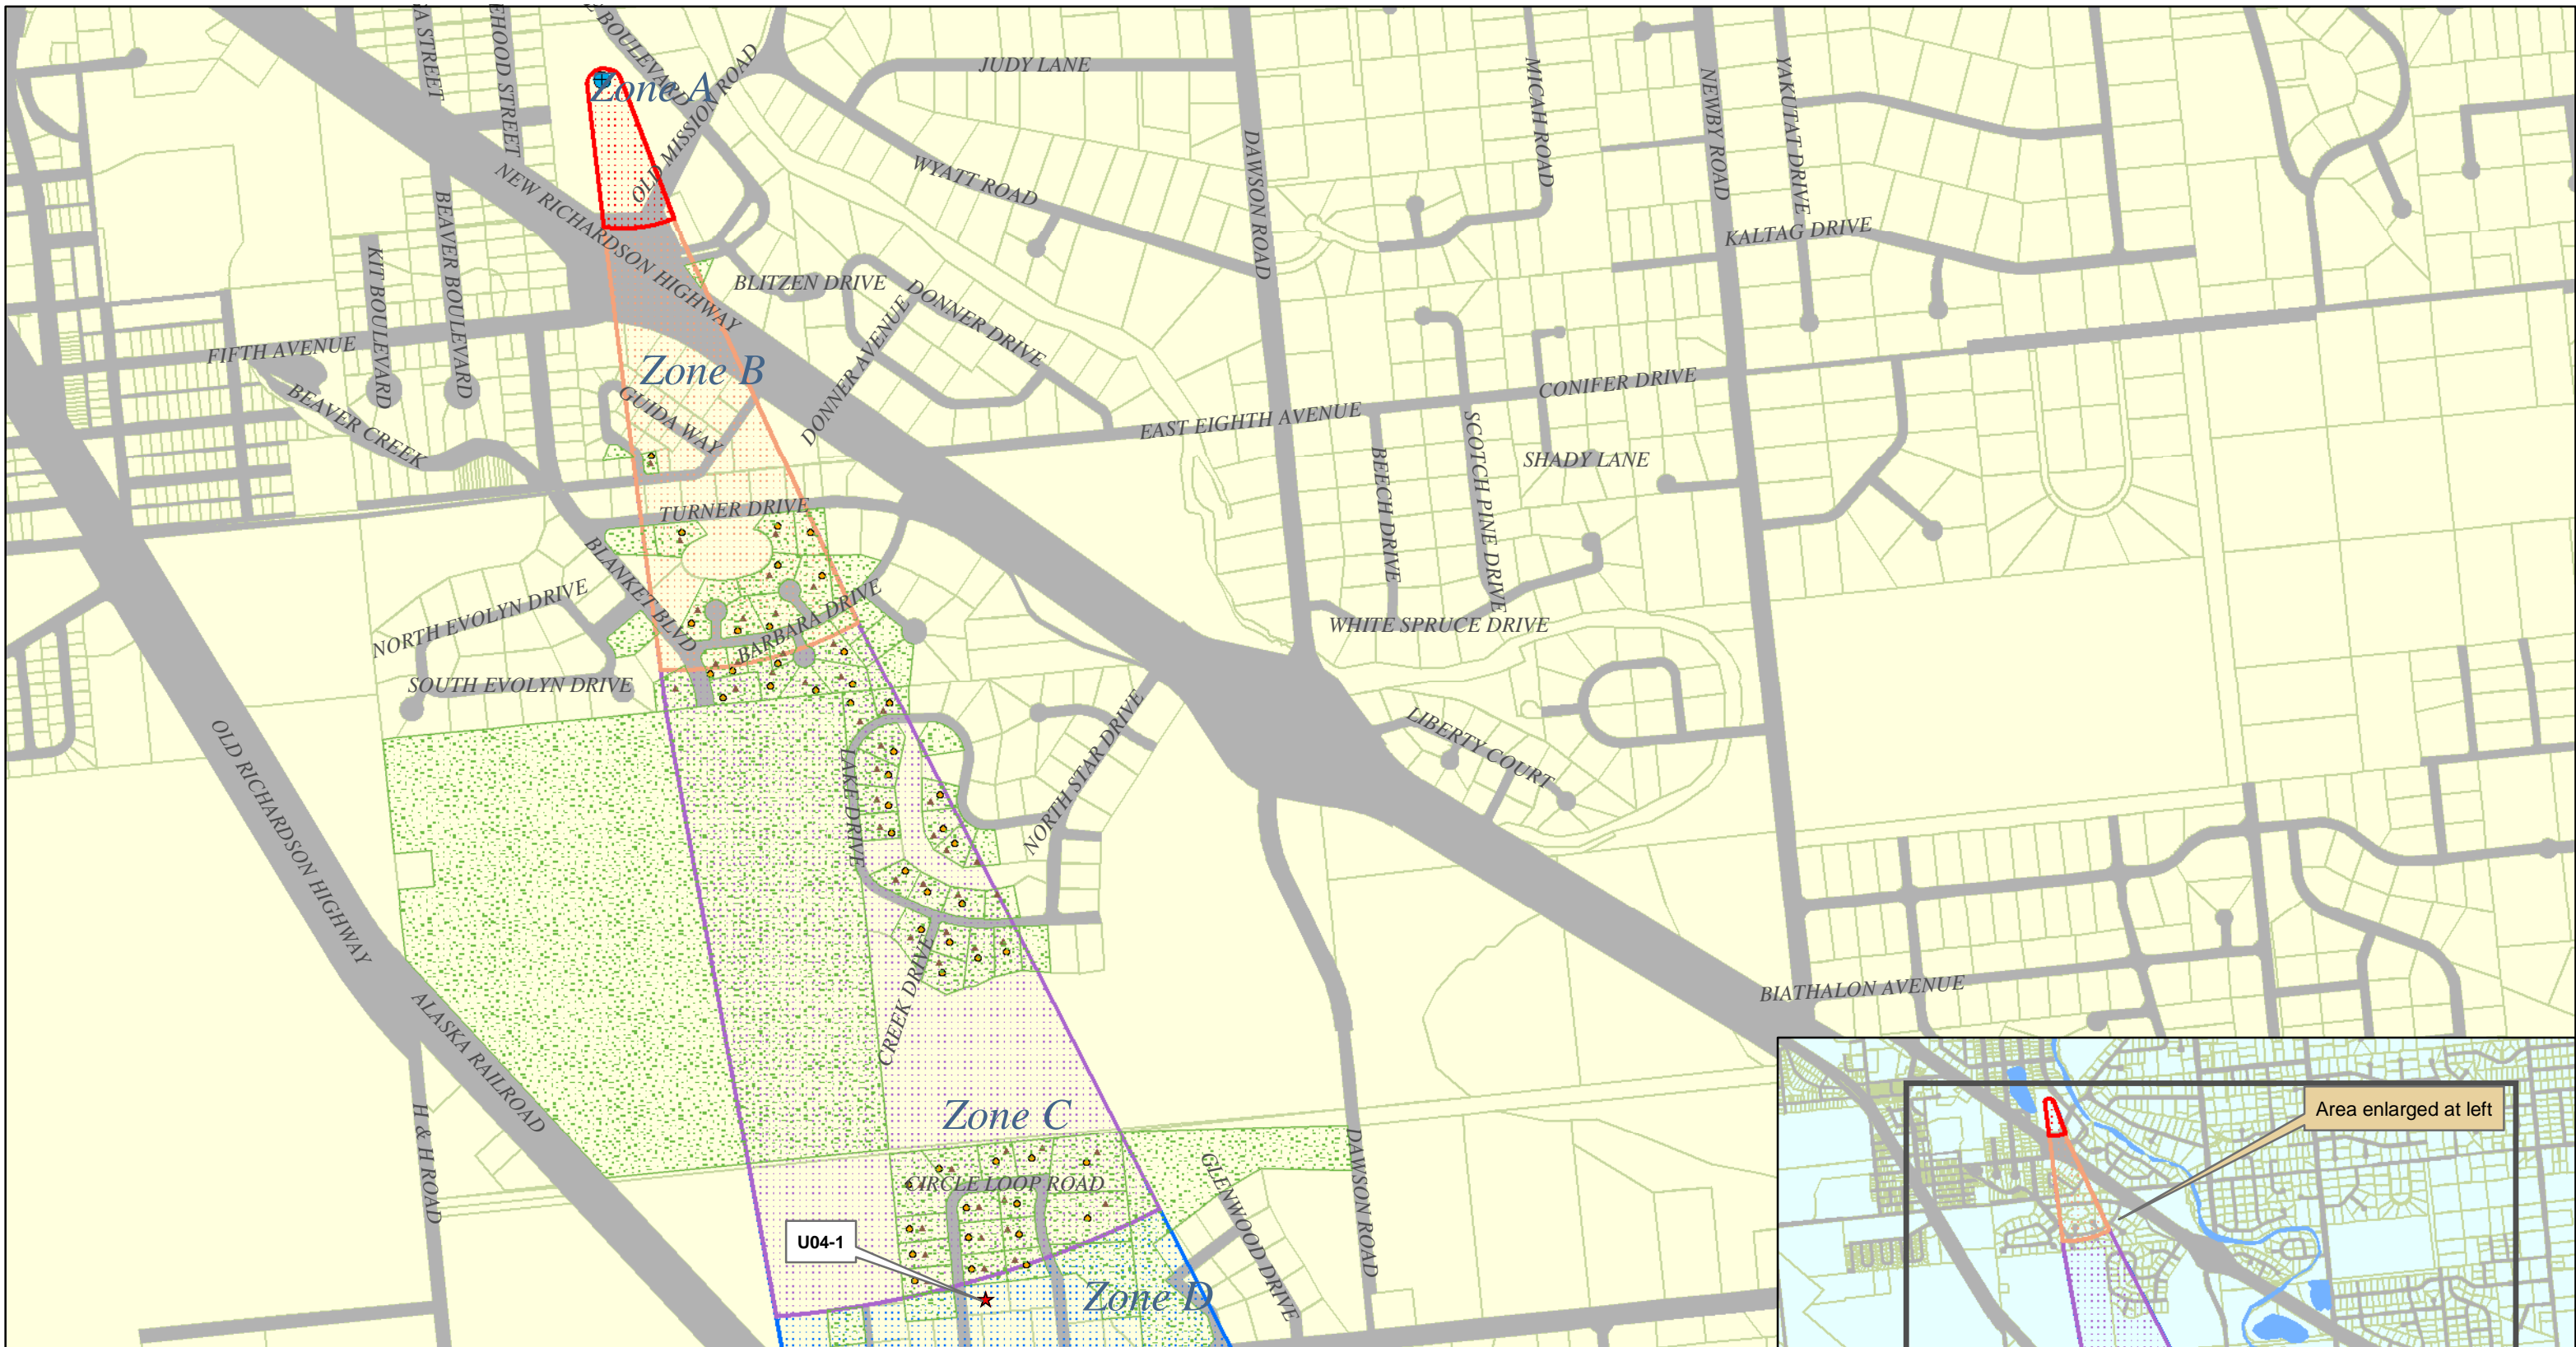 A STREET
EHOOD STREET
E BOULEVARD
Zone A
OLD MISSION ROAD
JUDY LANE
MICAH ROAD
NEWBY ROAD
YAKUTAT DRIVE
NEW RICHARDSON HIGHWAY
WYATT ROAD
DAWSON ROAD
BEAVER BOULEVARD
KIT BOULEVARD
KALTAG DRIVE
BLITZEN DRIVE
DONNER DRIVE
DONNER AVENUE
FIFTH AVENUE
Zone B
BEAVER CREEK
GUIDA WAY
EAST EIGHTH AVENUE
CONIFER DRIVE
SHADY LANE
BEECH DRIVE
SCOTCH PINE DRIVE
TURNER DRIVE
BLANKET BLVD
NORTH EVOLYN DRIVE
BARBARA DRIVE
WHITE SPRUCE DRIVE
SOUTH EVOLYN DRIVE
LIBERTY COURT
NORTH STAR DRIVE
LAKE DRIVE
OLD RICHARDSON HIGHWAY
CREEK DRIVE
BIATHALON AVENUE
ALASKA RAILROAD
Zone C
Area enlarged at left
H & H ROAD
CIRCLE LOOP ROAD
GLENWOOD DRIVE
DAWSON ROAD
U04-1
Zone D